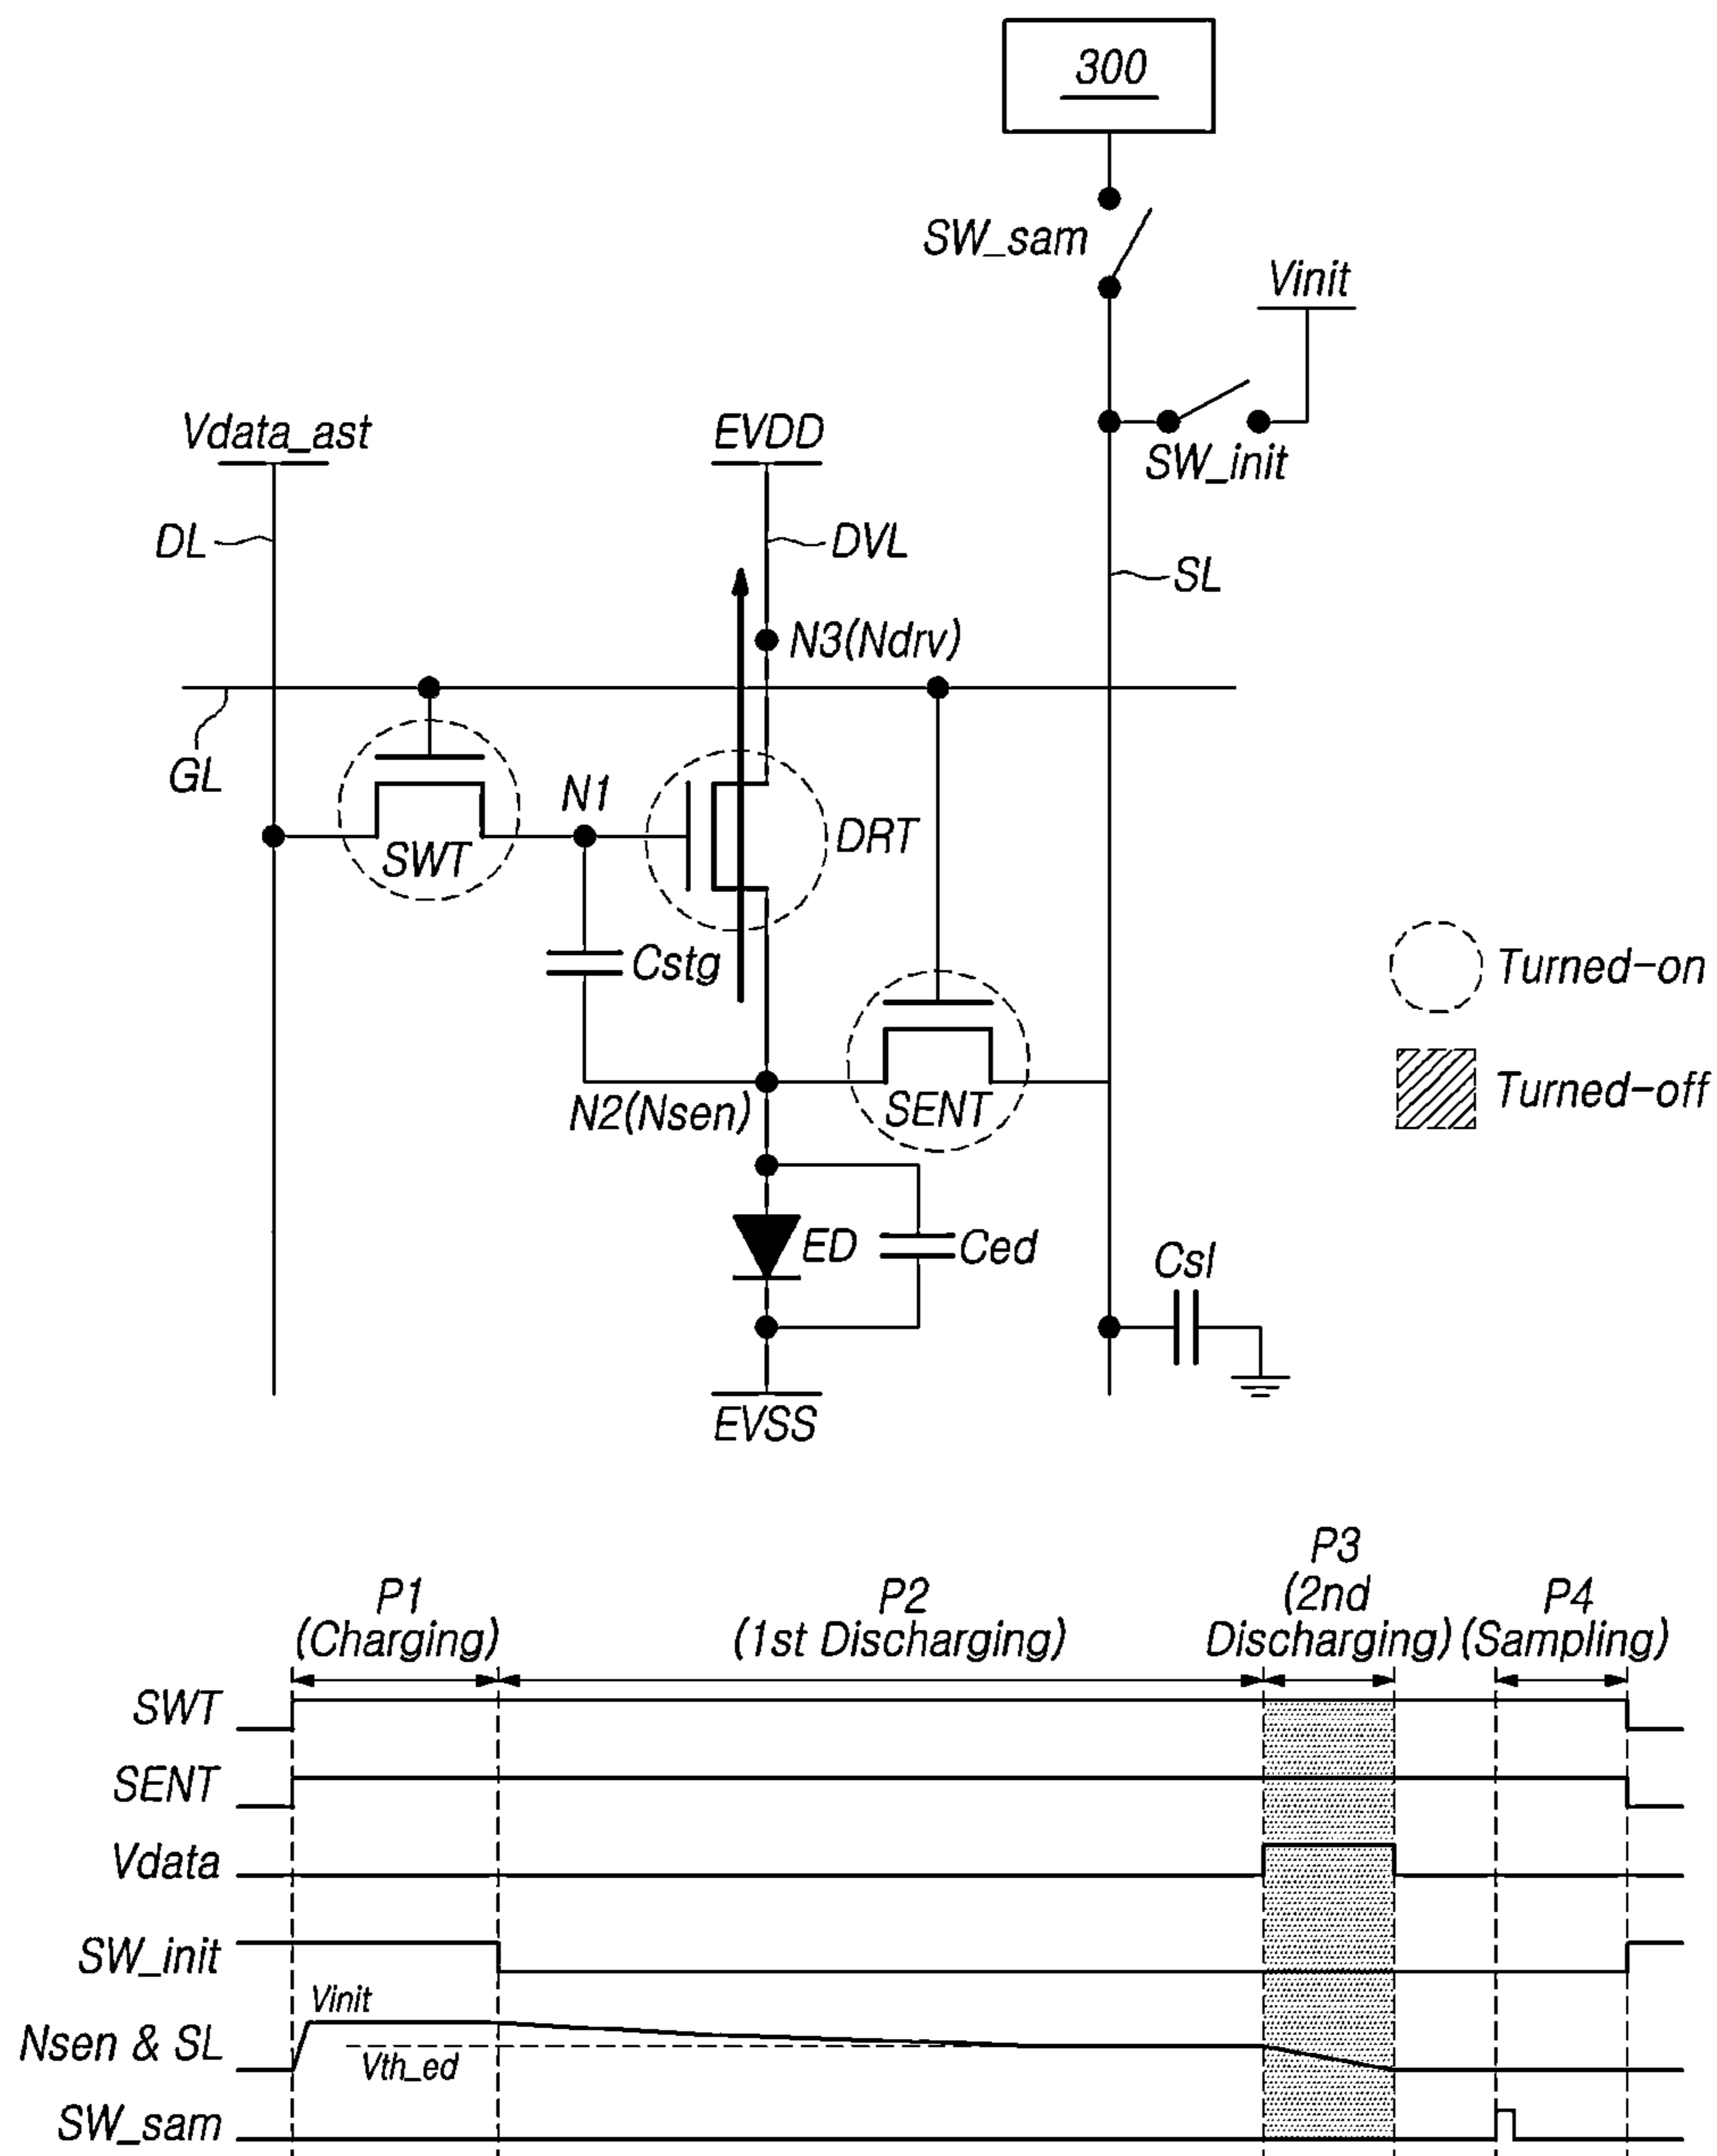 300
SW_sam
Vinit
SW_init
Vdata_ast
EVDD
DL
DVL
SL
N3(Ndrv)
GL
N1
SWT
DRT
Cstg
Turned-on
N2(Nsen)
SENT
Turned-off
ED
Ced
Csl
EVSS
P1
(Charging)
P2
(1st Discharging)
P3
(2nd
Discharging)
P4
(Sampling)
SWT
SENT
Vdata
SW_init
Vinit
Nsen & SL
Vth_ed
SW_sam